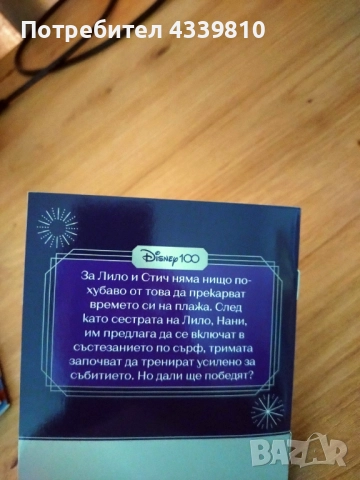 Потребител 4339810
Disney 100
За Лило и Стич няма нищо по-
хубаво от това да прекарват
времето си на плажа. След
като сестрата на Лило, Нани,
им предлага да се включат в
състезанието по сърф, тримата
започват да тренират усилено за
събитието. Но дали ще победят?
BAZAR